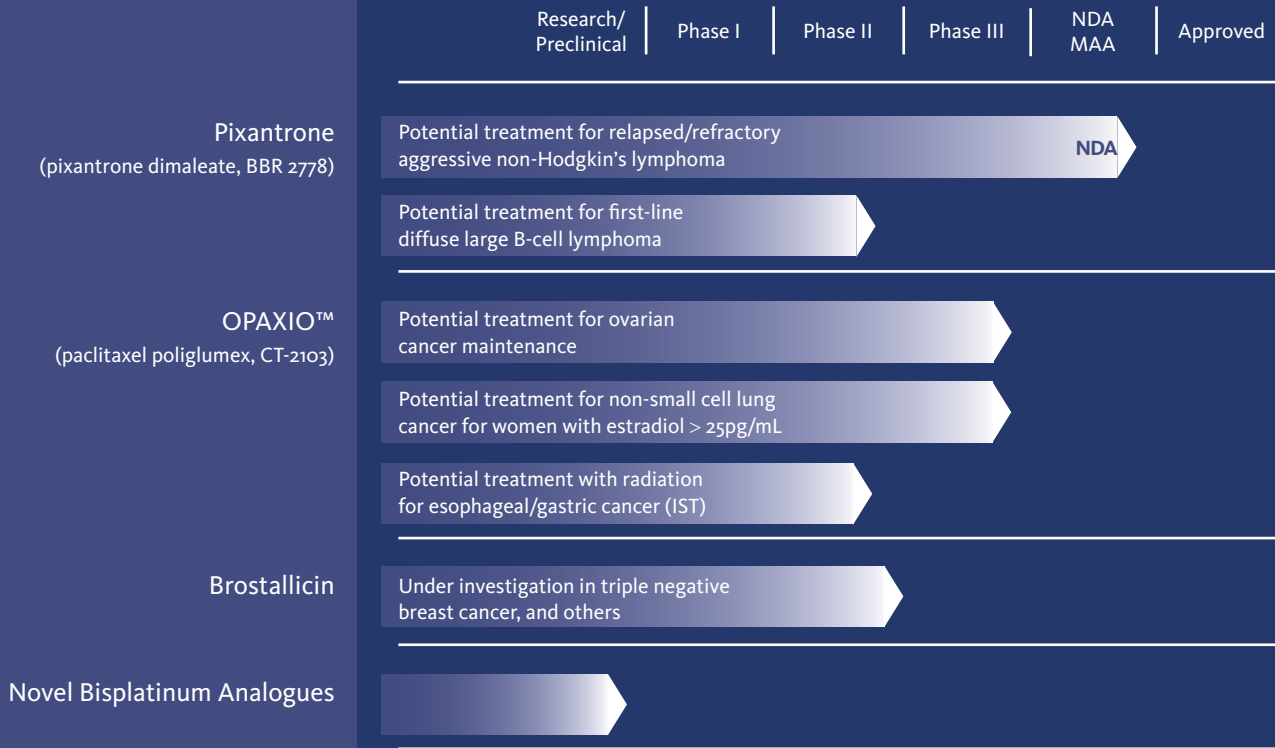 Research/
Preclinical
Phase I
Phase II
Phase III
NDA
MAA
Approved
Pixantrone
(pixantrone dimaleate, BBR 2778)
Potential treatment for relapsed/refractory
aggressive non-Hodgkin's lymphoma
NDA
Potential treatment for first-line
diffuse large B-cell lymphoma
OPAXIO™
(paclitaxel poliglumex, CT-2103)
Potential treatment for ovarian
cancer maintenance
Potential treatment for non-small cell lung
cancer for women with estradiol > 25pg/mL
Potential treatment with radiation
for esophageal/gastric cancer (IST)
Brostallicin
Under investigation in triple negative
breast cancer, and others
Novel Bisplatinum Analogues